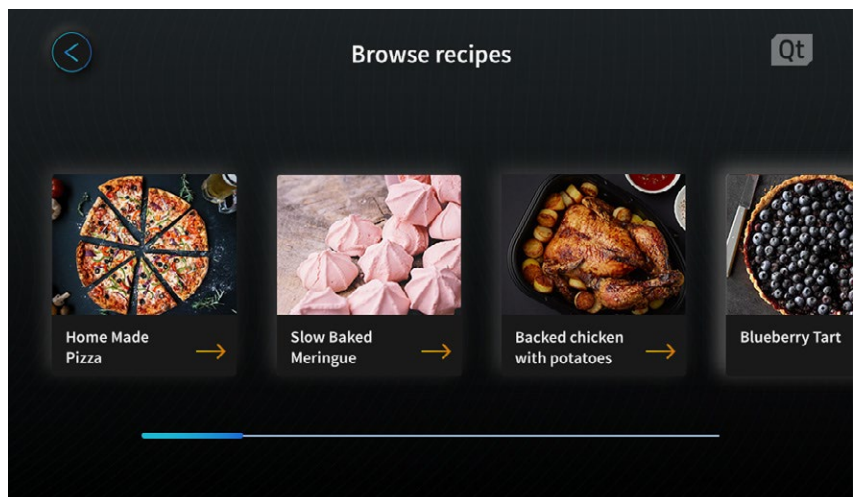 Browse recipes
Qt
Home Made
Pizza
Slow Baked
Meringue
Backed chicken
with potatoes
Blueberry Tart